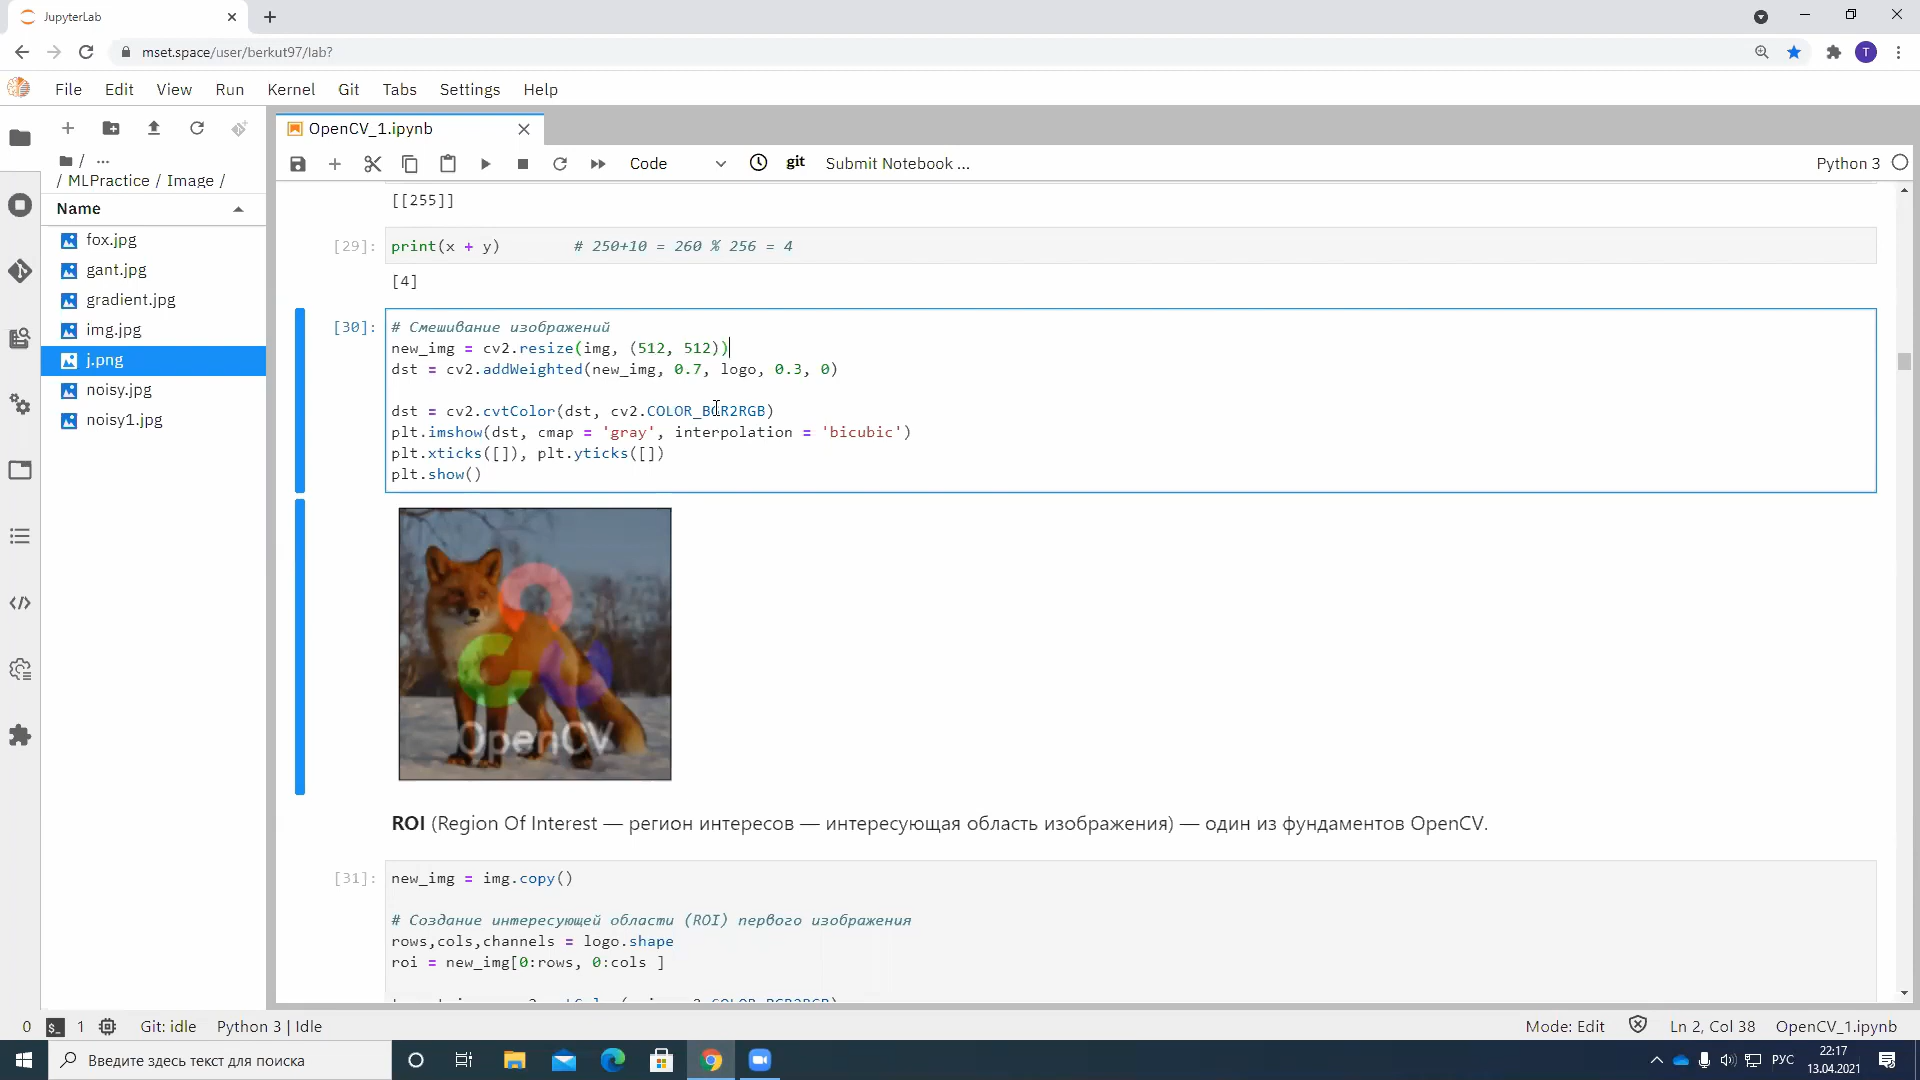 JupyterLab
mset.space/user/berkut97/lab?
T
File Edit View Run Kernel Git Tabs Settings Help
OpenCV_1.ipynb
/ ...
/ MLPractice / Image /
Name
fox.jpg
gant.jpg
gradient.jpg
img.jpg
j.png
noisy.jpg
noisy1.jpg
Code git Submit Notebook ... Python 3
[[255]]
[29]: print(x + y) # 250+10 = 260 % 256 = 4
[4]
[30]: # Смешивание изображений
new_img = cv2.resize(img, (512, 512))
dst = cv2.addWeighted(new_img, 0.7, logo, 0.3, 0)
dst = cv2.cvtColor(dst, cv2.COLOR_BGR2RGB)
plt.imshow(dst, cmap = 'gray', interpolation = 'bicubic')
plt.xticks([]), plt.yticks([])
plt.show()
OpenCV
ROI (Region Of Interest — регион интересов — интересующая область изображения) — один из фундаментов OpenCV.
[31]: new_img = img.copy()
# Создание интересующей области (ROI) первого изображения
rows,cols,channels = logo.shape
roi = new_img[0:rows, 0:cols ]
0 1 Git: idle Python 3 | Idle Mode: Edit Ln 2, Col 38 OpenCV_1.ipynb
Введите здесь текст для поиска
РУС
22:17
13.04.2021